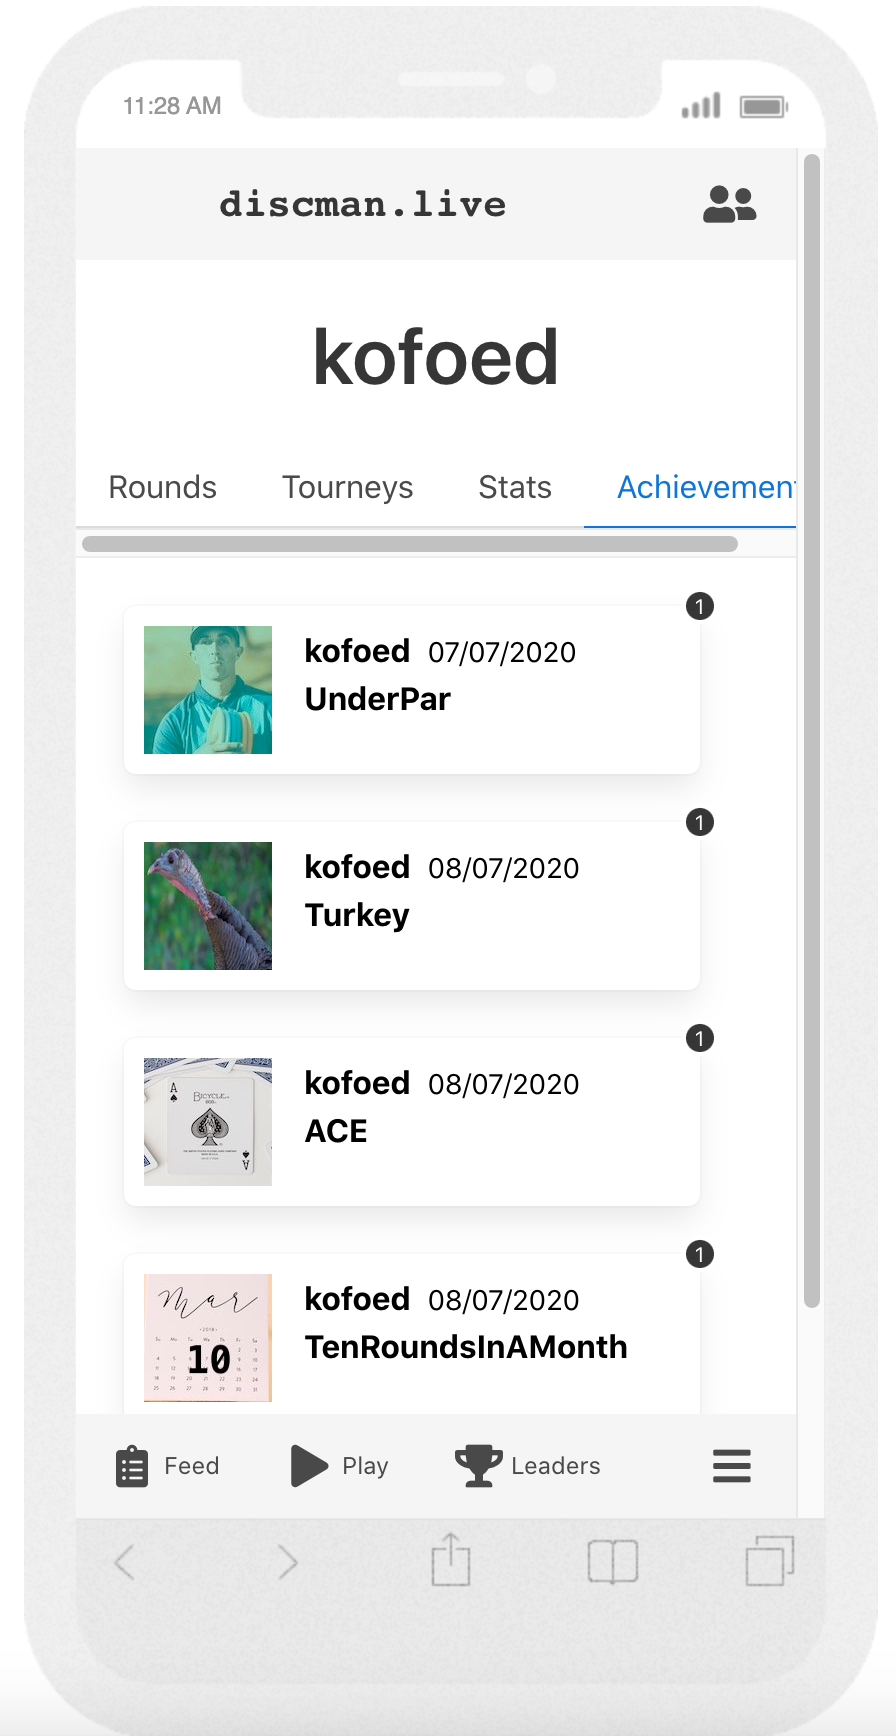 11:28 AM
discman.live
kofoed
Rounds Tourneys Stats Achievement
1
kofoed 07/07/2020
UnderPar
1
kofoed 08/07/2020
Turkey
1
A
BICYCLE
kofoed 08/07/2020
ACE
A
1
Mar
10
kofoed 08/07/2020
TenRoundsInAMonth
Feed Play Leaders